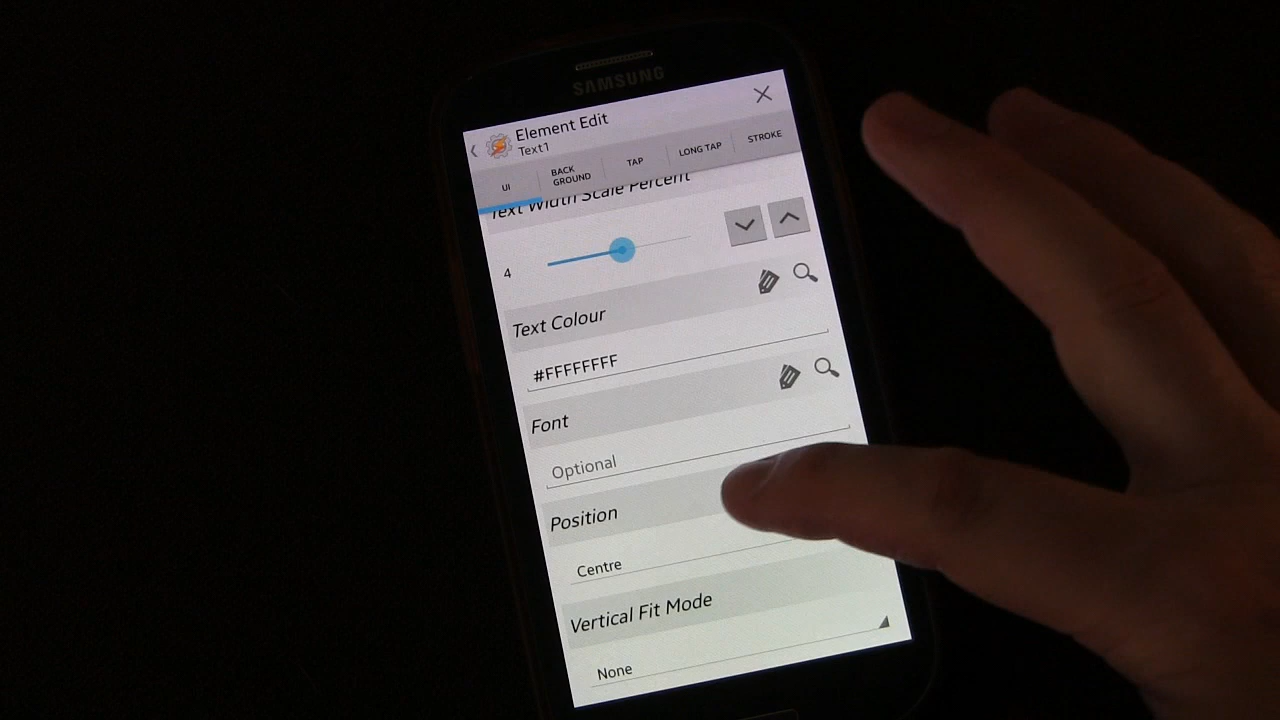 SAMSUNG
Element Edit
Text1
UI
BACK
GROUND
TAP
LONG TAP
STROKE
Text Width Scale Percent
4
Text Colour
#FFFFFFFF
Font
Optional
Position
Centre
Vertical Fit Mode
None